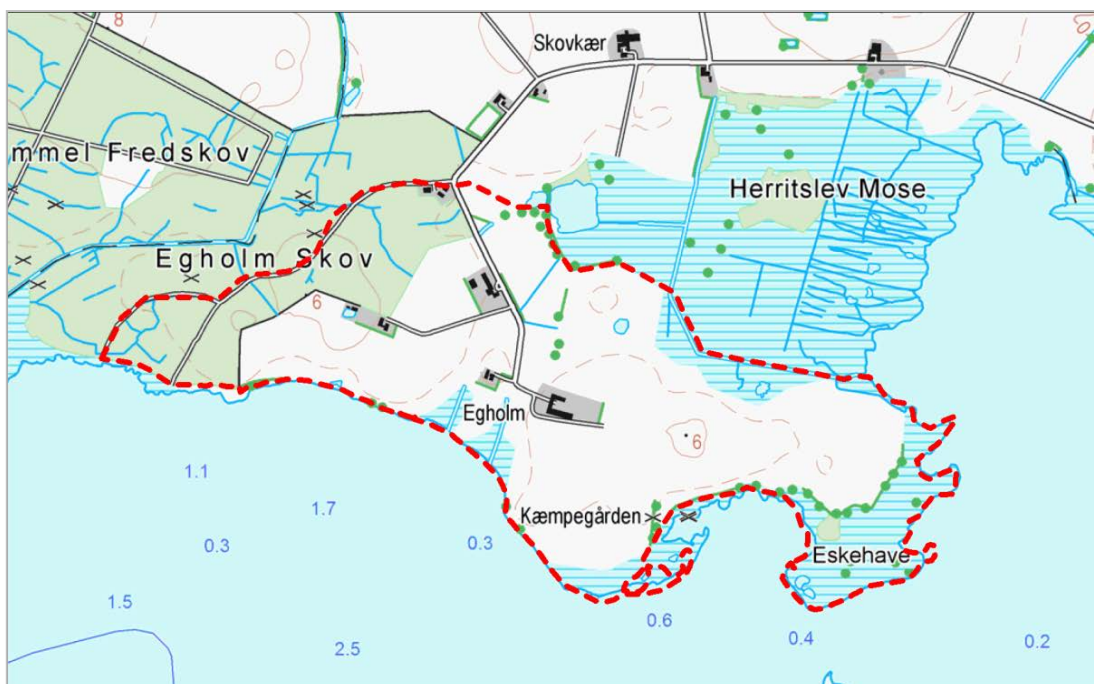 8
Skovkær
mmel Fredskov
Herritslev Mose
Egholm Skov
6
Egholm
6
1.1
1.7
Kæmpegården
0.3
0.3
Eskehave
1.5
0.6
0.4
0.2
2.5